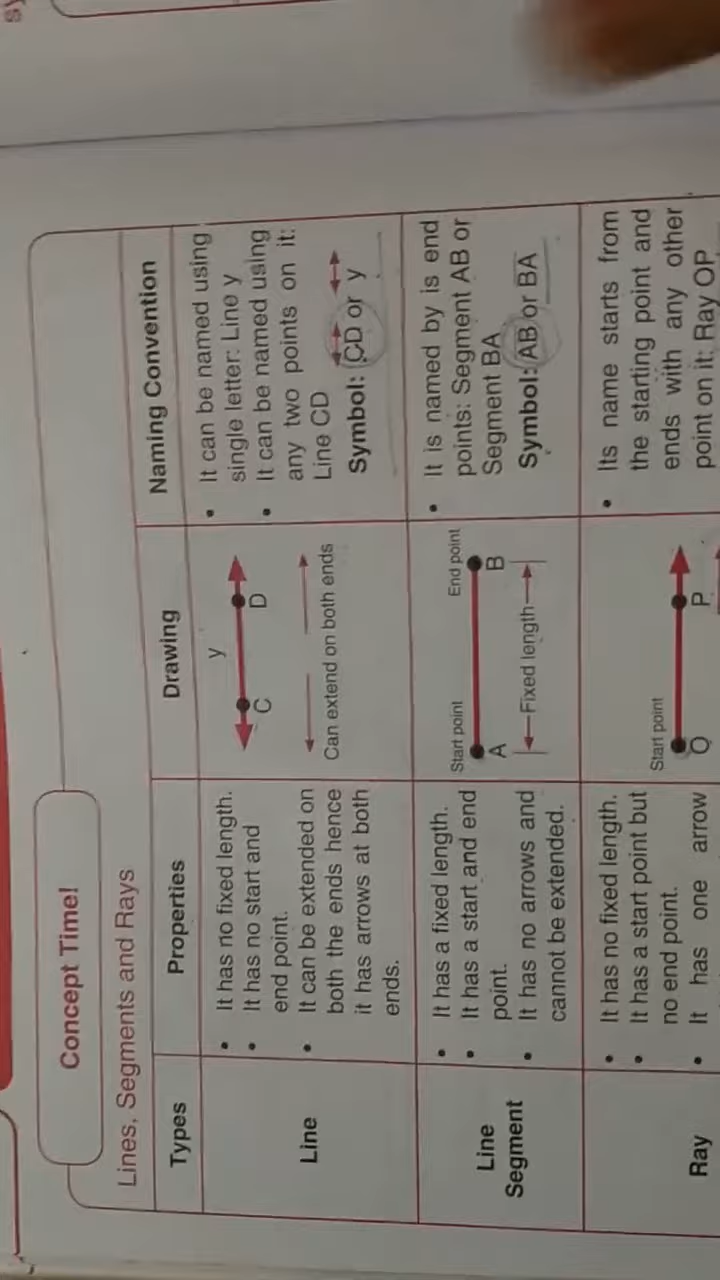 Concept Time!
Lines, Segments and Rays
Types
Properties
Drawing
Naming Convention
Line
• It has no fixed length.
• It has no start and
end point.
• It can be extended on
both the ends hence
it has arrows at both
ends.
y
C
D
Can extend on both ends
• It can be named using
single letter: Line y
• It can be named using
any two points on it:
Line CD
Symbol: CD or y
Line
Segment
• It has a fixed length.
• It has a start and end
point.
• It has no arrows and
cannot be extended.
Start point
End point
A
B
Fixed length
• It is named by is end
points: Segment AB or
Segment BA
Symbol: AB or BA
Ray
• It has no fixed length.
• It has a start point but
no end point.
• It has one arrow
Start point
O
P
• Its name starts from
the starting point and
ends with any other
point on it: Ray OP